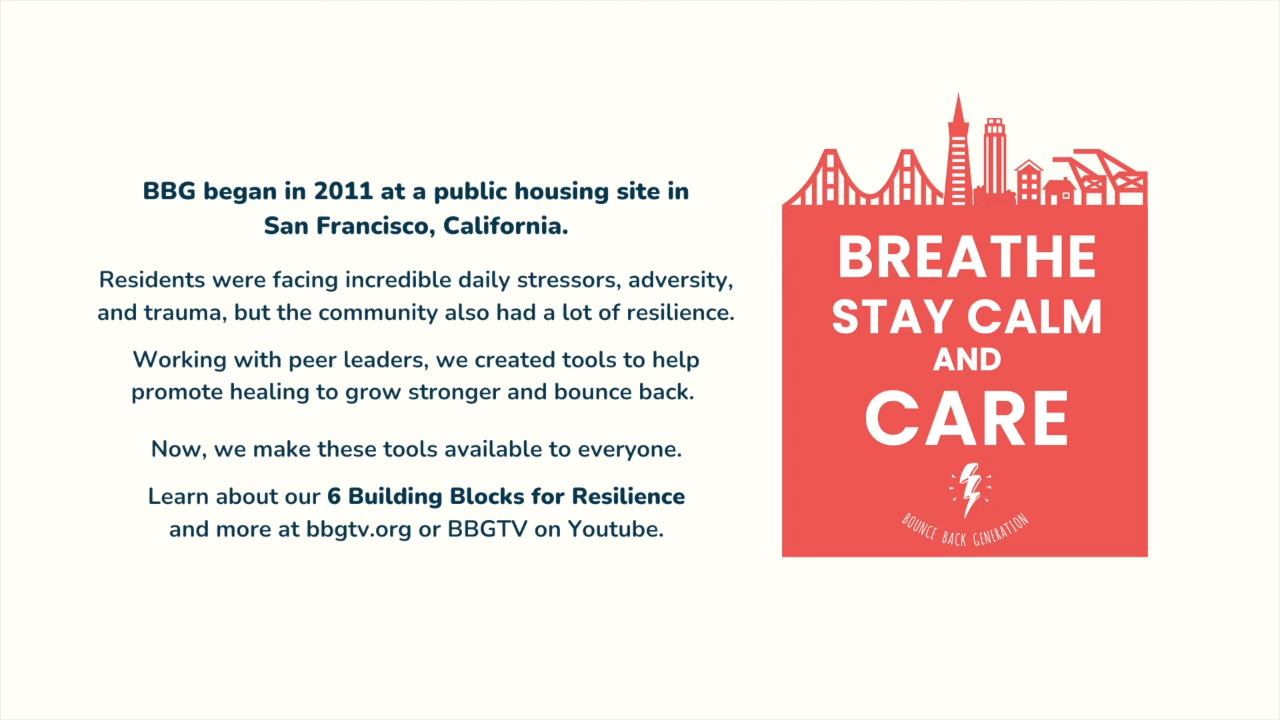 BBG began in 2011 at a public housing site in
San Francisco, California.
Residents were facing incredible daily stressors, adversity,
and trauma, but the community also had a lot of resilience.
Working with peer leaders, we created tools to help
promote healing to grow stronger and bounce back.
Now, we make these tools available to everyone.
Learn about our 6 Building Blocks for Resilience
and more at bbgtv.org or BBGTV on Youtube.
BREATHE
STAY CALM
AND
CARE
BOUNCE BACK GENERATION